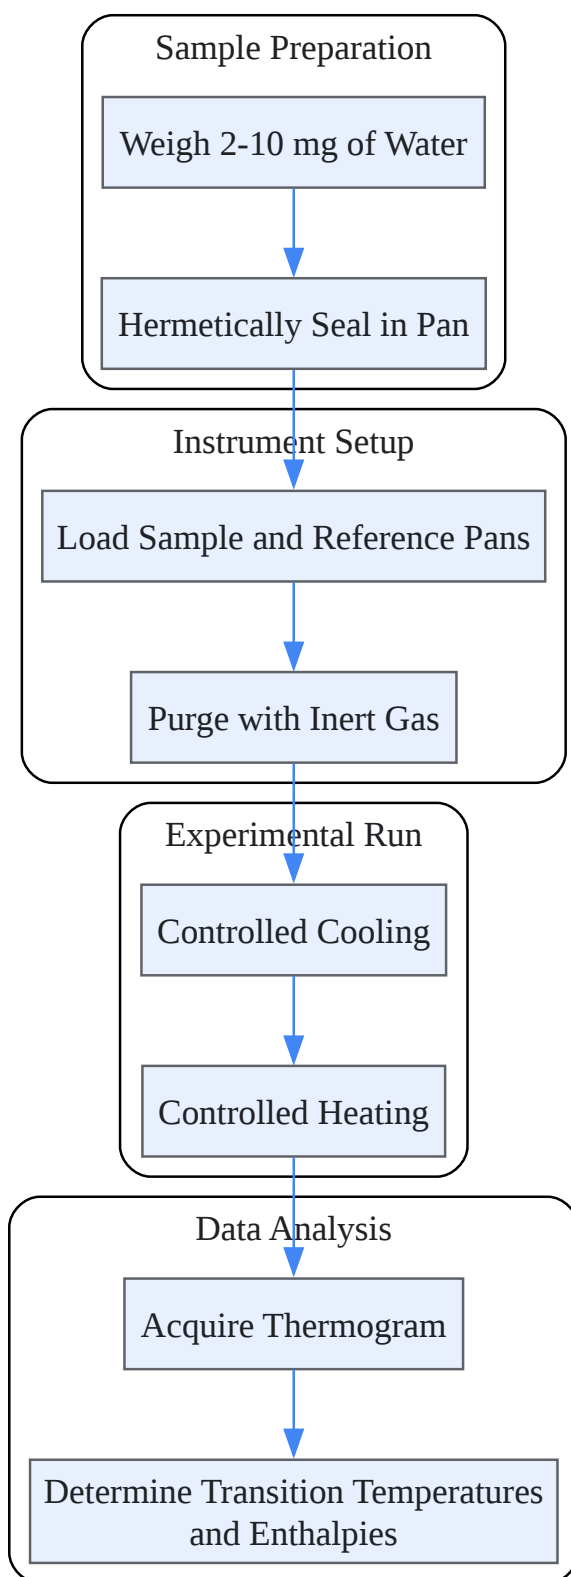 Sample Preparation
Weigh 2-10 mg of Water
Hermetically Seal in Pan
Instrument Setup
Load Sample and Reference Pans
Purge with Inert Gas
Experimental Run
Controlled Cooling
Controlled Heating
Data Analysis
Acquire Thermogram
Determine Transition Temperatures
and Enthalpies